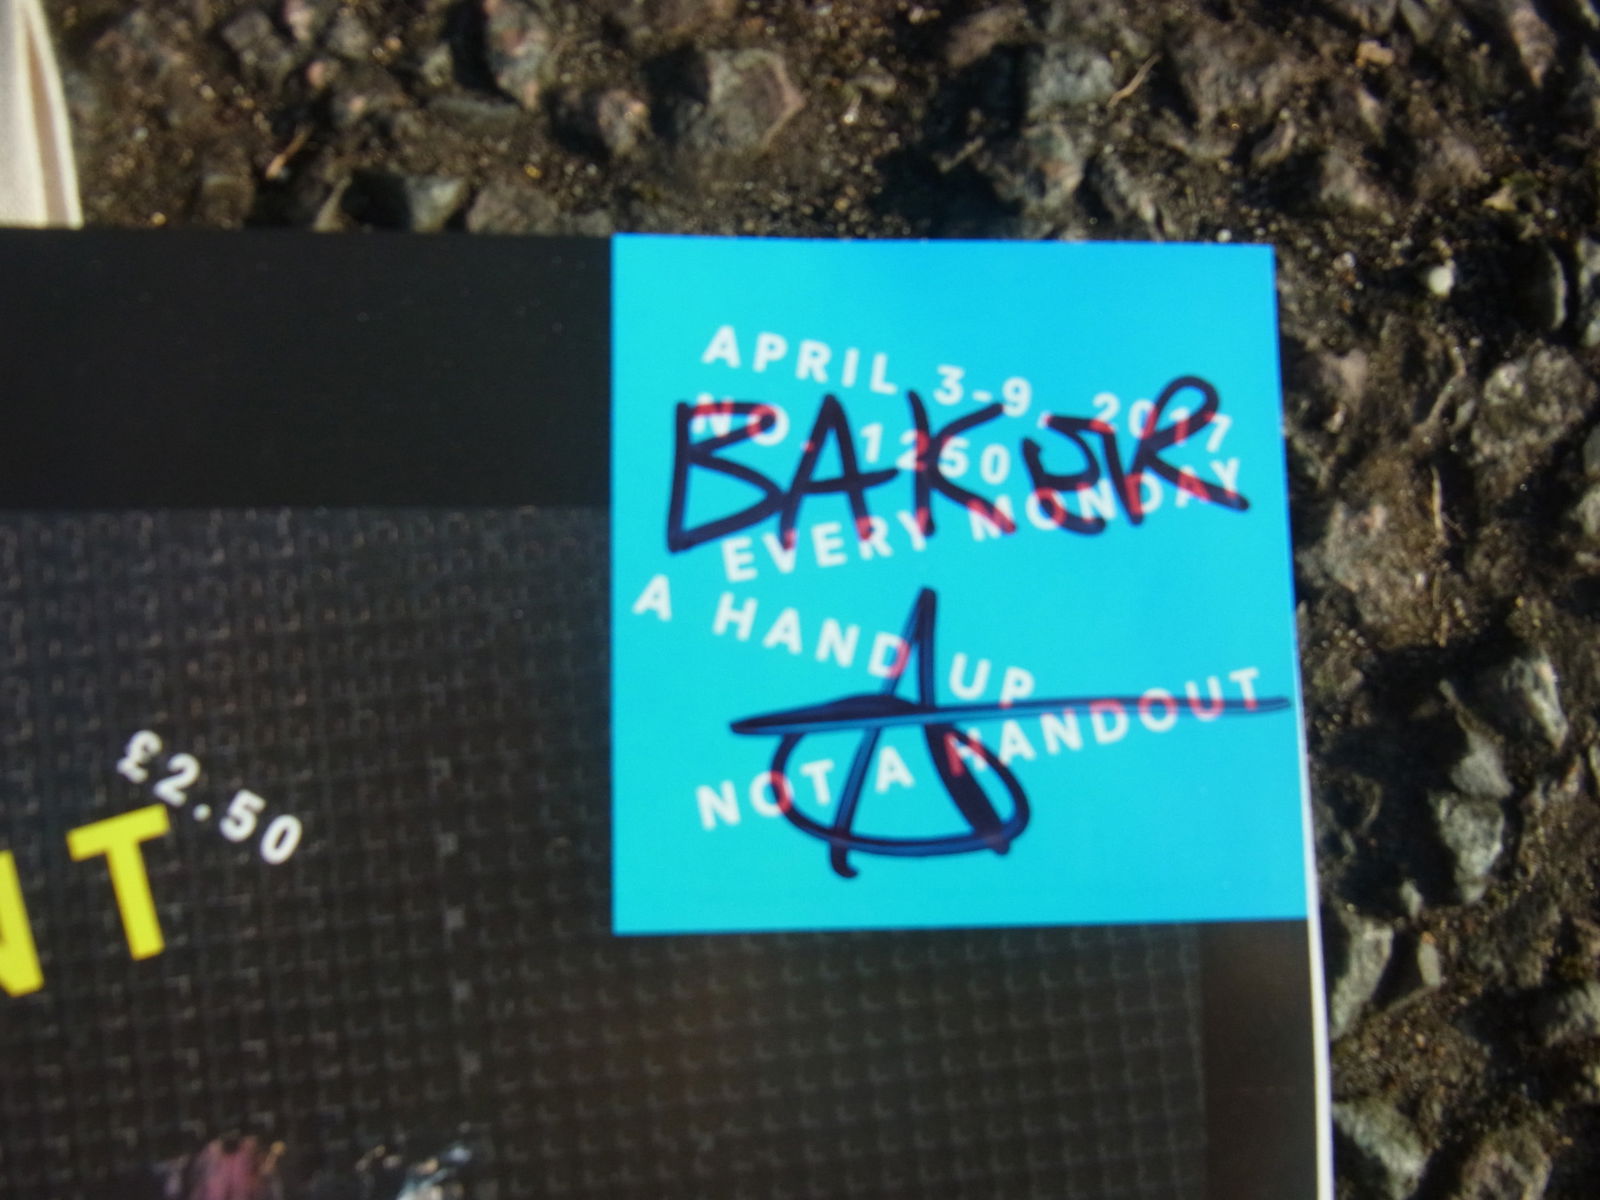 APRIL 3-9, 2017
NO. 1250
BAKER
EVERY MONDAY
A HAND UP
NOT A HANDOUT
A
£2.50
NT